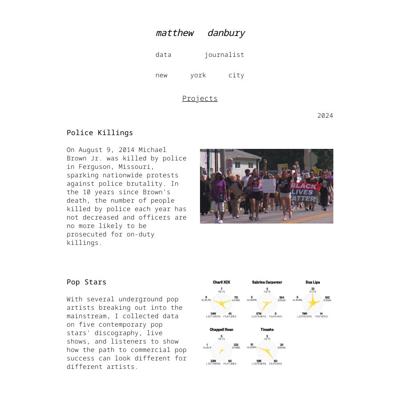 matthew danbury
data journalist
new york city
Projects
2024
Police Killings
On August 9, 2014 Michael
Brown Jr. was killed by police
in Ferguson, Missouri,
sparking nationwide protests
against police brutality. In
the 10 years since Brown's
death, the number of people
killed by police each year has
not decreased and officers are
no more likely to be
prosecuted for on-duty
killings.
BLACK
LIVES
MATTER
Pop Stars
With several underground pop
artists breaking out into the
mainstream, I collected data
on five contemporary pop
stars' discography, live
shows, and listeners to show
how the path to commercial pop
success can look different for
different artists.
Charli XCX
Sabrina Carpenter
Dua Lipa
Chappell Roan
Tinashe